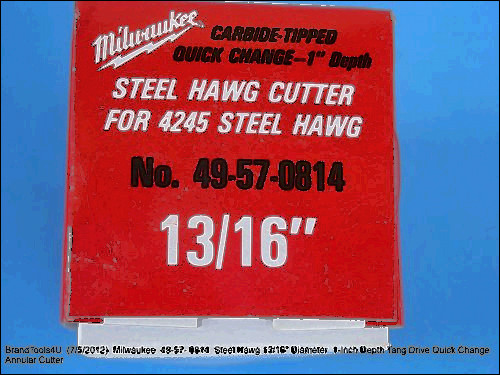 Milwaukee
CARBIDE-TIPPED
QUICK CHANGE-1" Depth
STEEL HAWG CUTTER
FOR 4245 STEEL HAWG
No. 49-57-0814
13/16"
BrandTools4U (7/5/2012) Milwaukee 49-57-0814 Steel Hawg 13/16" Diameter 1-Inch Depth Tang Drive Quick Change
Annular Cutter